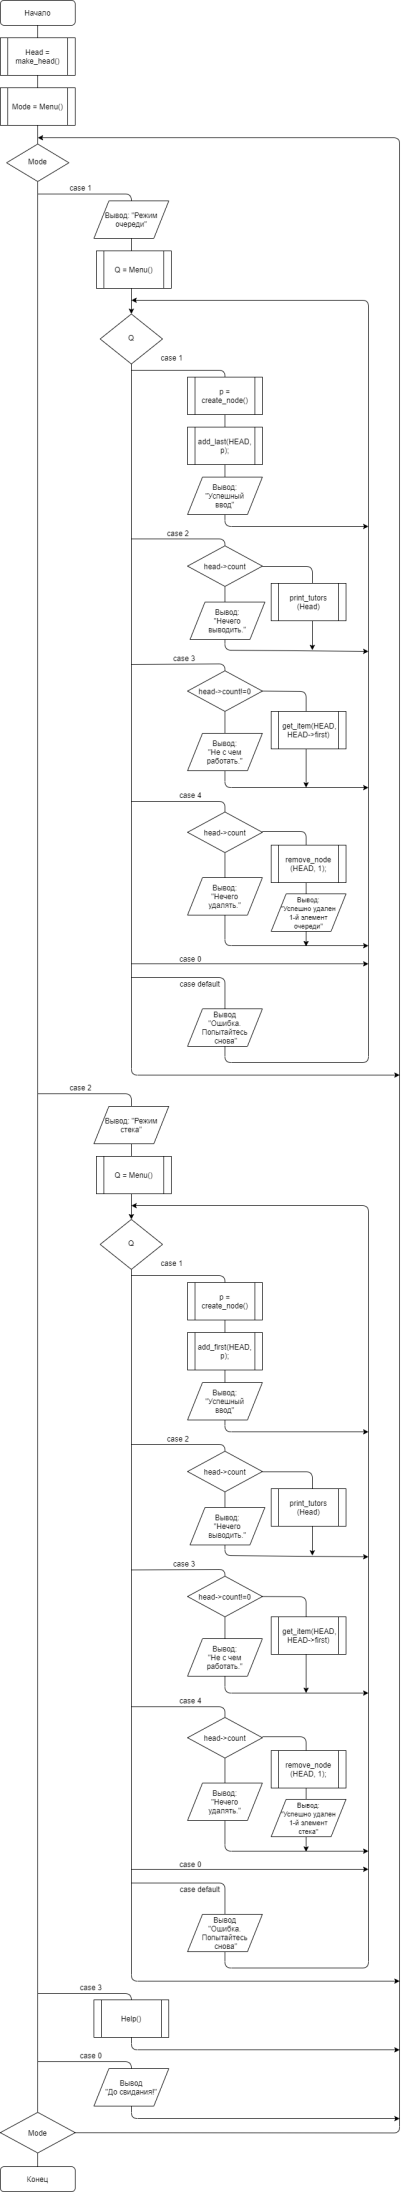 Начало
Head =
make_head()
Mode = Menu()
Mode
case 1
Вывод: "Режим
очереди"
Q = Menu()
Q
case 1
p =
create_node()
add_last(HEAD,
p);
Вывод:
"Успешный
ввод"
case 2
head->count
print_tutors
(Head)
Вывод:
"Нечего
выводить."
case 3
head->count!=0
get_item(HEAD,
HEAD->first)
Вывод:
"Не с чем
работать."
case 4
head->count
remove_node
(HEAD, 1);
Вывод:
"Нечего
удалять."
Вывод:
"Успешно удален
1-й элемент
очереди"
case 0
case default
Вывод
"Ошибка.
Попытайтесь
снова"
case 2
Вывод: "Режим
стека"
Q = Menu()
Q
case 1
p =
create_node()
add_first(HEAD,
p);
Вывод:
"Успешный
ввод"
case 2
head->count
print_tutors
(Head)
Вывод:
"Нечего
выводить."
case 3
head->count!=0
get_item(HEAD,
HEAD->first)
Вывод:
"Не с чем
работать."
case 4
head->count
remove_node
(HEAD, 1);
Вывод:
"Нечего
удалять."
Вывод:
"Успешно удален
1-й элемент
стека"
case 0
case default
Вывод
"Ошибка.
Попытайтесь
снова"
case 3
Help()
case 0
Вывод
"До свидания!"
Mode
Конец